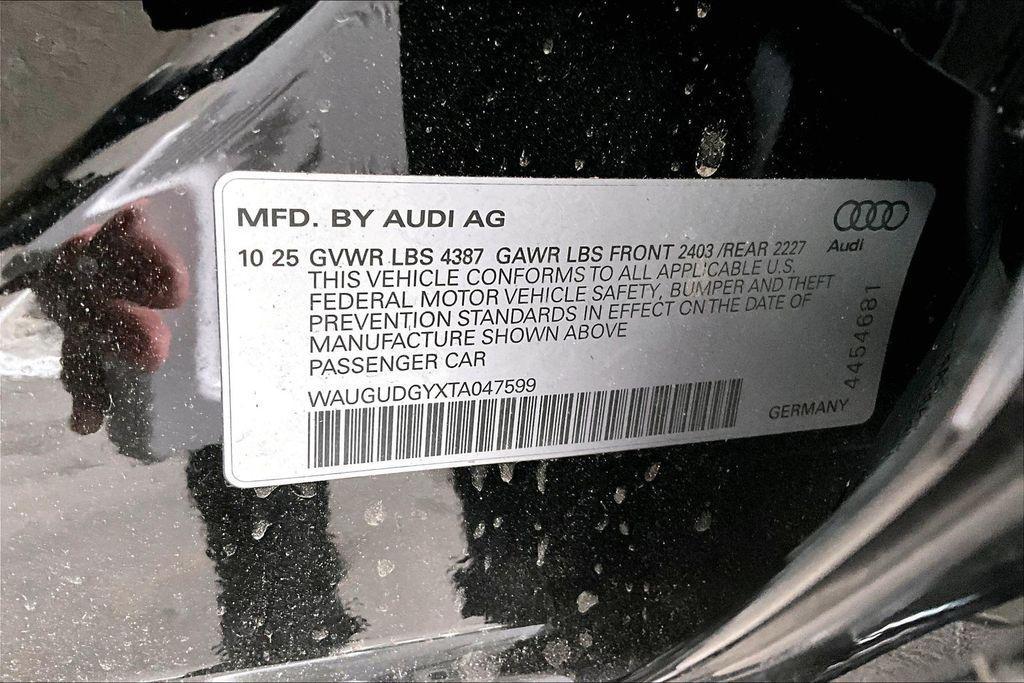 MFD. BY AUDI AG
Audi
10 25 GVWR LBS 4387 GAWR LBS FRONT 2403 /REAR 2227
THIS VEHICLE CONFORMS TO ALL APPLICABLE U.S.
FEDERAL MOTOR VEHICLE SAFETY, BUMPER AND THEFT
PREVENTION STANDARDS IN EFFECT ON THE DATE OF
MANUFACTURE SHOWN ABOVE
PASSENGER CAR
WAUGUDGYXTA047599
GERMANY
4454681